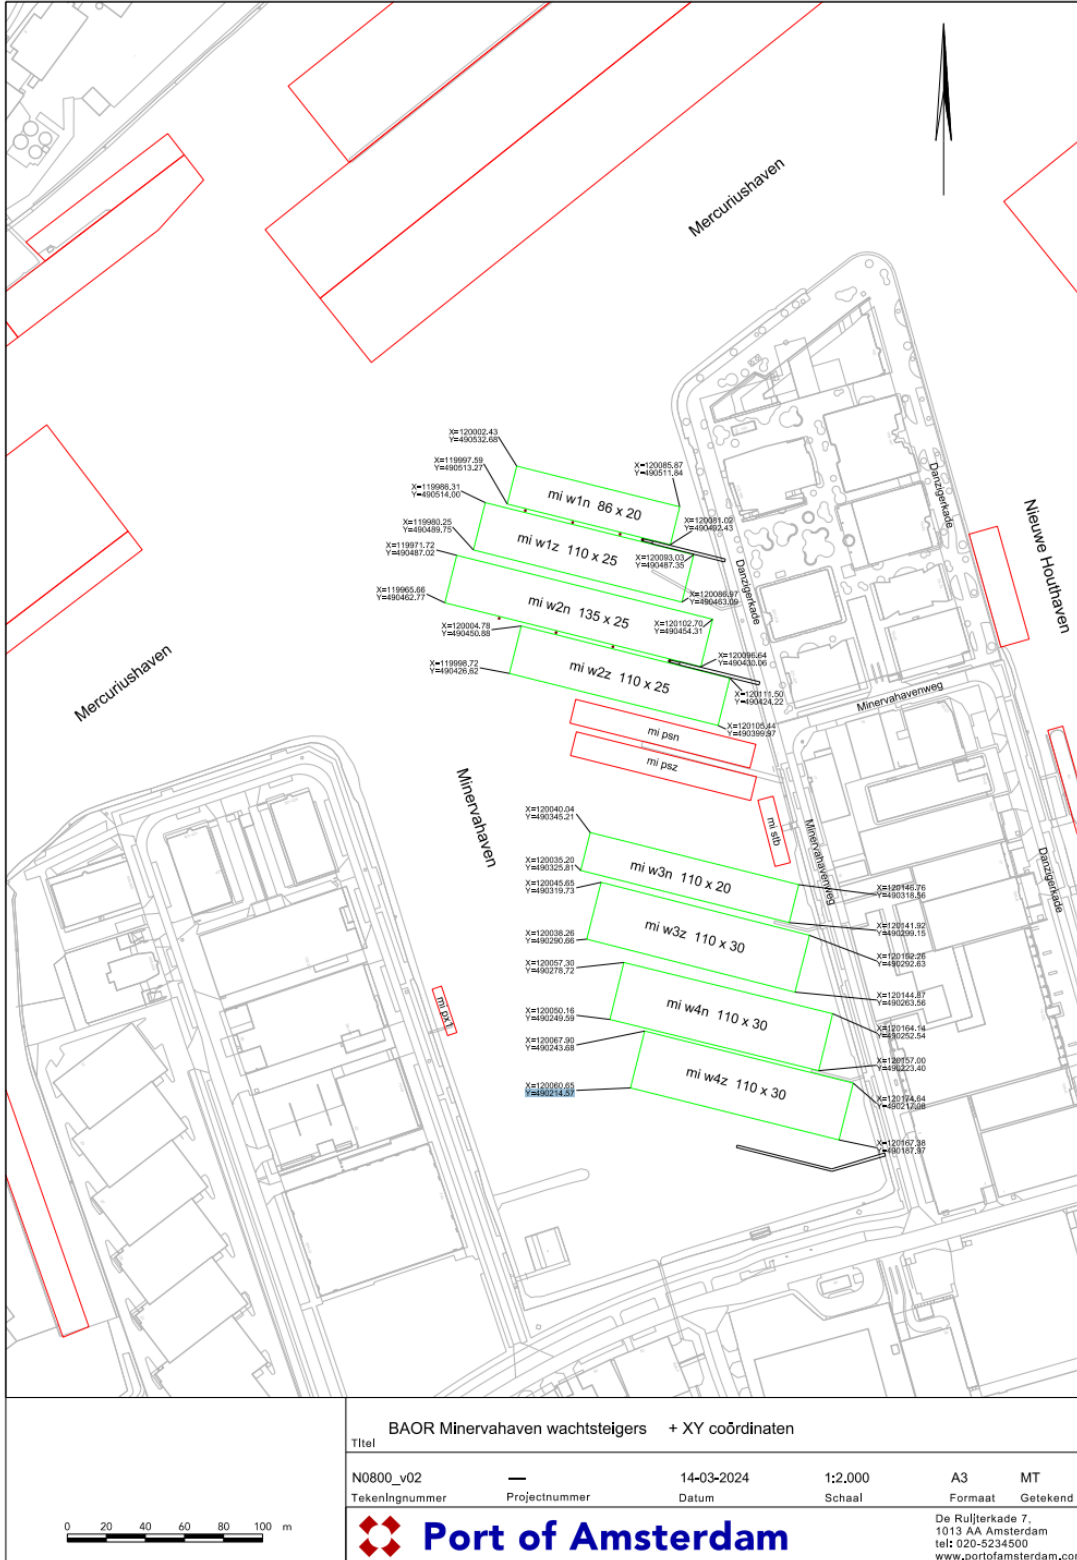 Mercuriushaven
X=120002.43
Y=490532.68
X=119997.59
Y=490513.27
X=120085.87
Y=490511.84
X=119986.31
Y=490514.00
mi w1n 86 x 20
X=120081.02
Y=490492.43
X=119980.25
Y=490489.75
mi w1z 110 x 25
X=119971.72
Y=490487.02
X=120093.03
Y=490487.35
X=119965.66
Y=490462.77
X=120086.97
Y=490463.09
mi w2n 135 x 25
X=120004.78
Y=490450.88
X=120102.70
Y=490454.31
X=119998.72
Y=490426.62
X=120096.64
Y=490430.06
mi w2z 110 x 25
X=120111.50
Y=490424.22
X=120105.44
Y=490399.97
Danzigerkade
Danzigerkade
Nieuwe Houthaven
Minervahavenweg
Mercuriushaven
mi psn
mi psz
mi stb
Minervahaven
Minervahavenweg
Danzigerkade
X=120040.04
Y=490345.21
X=120035.20
Y=490325.81
mi w3n 110 x 20
X=120146.76
Y=490318.56
X=120045.65
Y=490319.73
X=120141.92
Y=490299.15
X=120038.26
Y=490290.66
mi w3z 110 x 30
X=120152.26
Y=490292.63
X=120057.30
Y=490278.72
X=120144.87
Y=490263.56
mi px1
X=120050.16
Y=490249.59
mi w4n 110 x 30
X=120164.14
Y=490252.54
X=120067.90
Y=490243.68
X=120157.00
Y=490223.40
X=120060.65
Y=490214.57
mi w4z 110 x 30
X=120174.64
Y=490217.08
X=120167.38
Y=490187.97
BAOR Minervahaven wachtsteigers + XY coördinaten
Titel
N0800_v02 — 14-03-2024 1:2.000 A3 MT
Tekeningnummer Projectnummer Datum Schaal Formaat Getekend
0 20 40 60 80 100 m
Port of Amsterdam
De Ruijterkade 7,
1013 AA Amsterdam
tel: 020-5234500
www.portofamsterdam.com